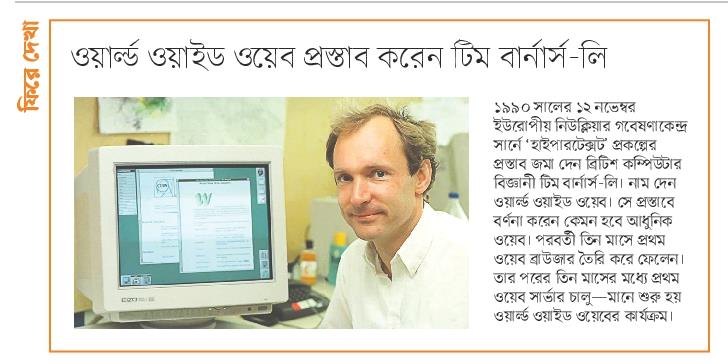 ফিরে দেখা
ওয়ার্ল্ড ওয়াইড ওয়েব প্রস্তাব করেন টিম বার্নার্স-লি
১৯৯০ সালের ১২ নভেম্বর
ইউরোপীয় নিউক্লিয়ার গবেষণাকেন্দ্র
সার্নে ‘হাইপারটেক্সট’ প্রকল্পের
প্রস্তাব জমা দেন ব্রিটিশ কম্পিউটার
বিজ্ঞানী টিম বার্নার্স-লি। নাম দেন
ওয়ার্ল্ড ওয়াইড ওয়েব। সে প্রস্তাবে
বর্ণনা করেন কেমন হবে আধুনিক
ওয়েব। পরবর্তী তিন মাসে প্রথম
ওয়েব ব্রাউজার তৈরি করে ফেলেন।
তার পরের তিন মাসের মধ্যে প্রথম
ওয়েব সার্ভার চালু—মানে শুরু হয়
ওয়ার্ল্ড ওয়াইড ওয়েবের কার্যক্রম।
CERN
W
EIZO